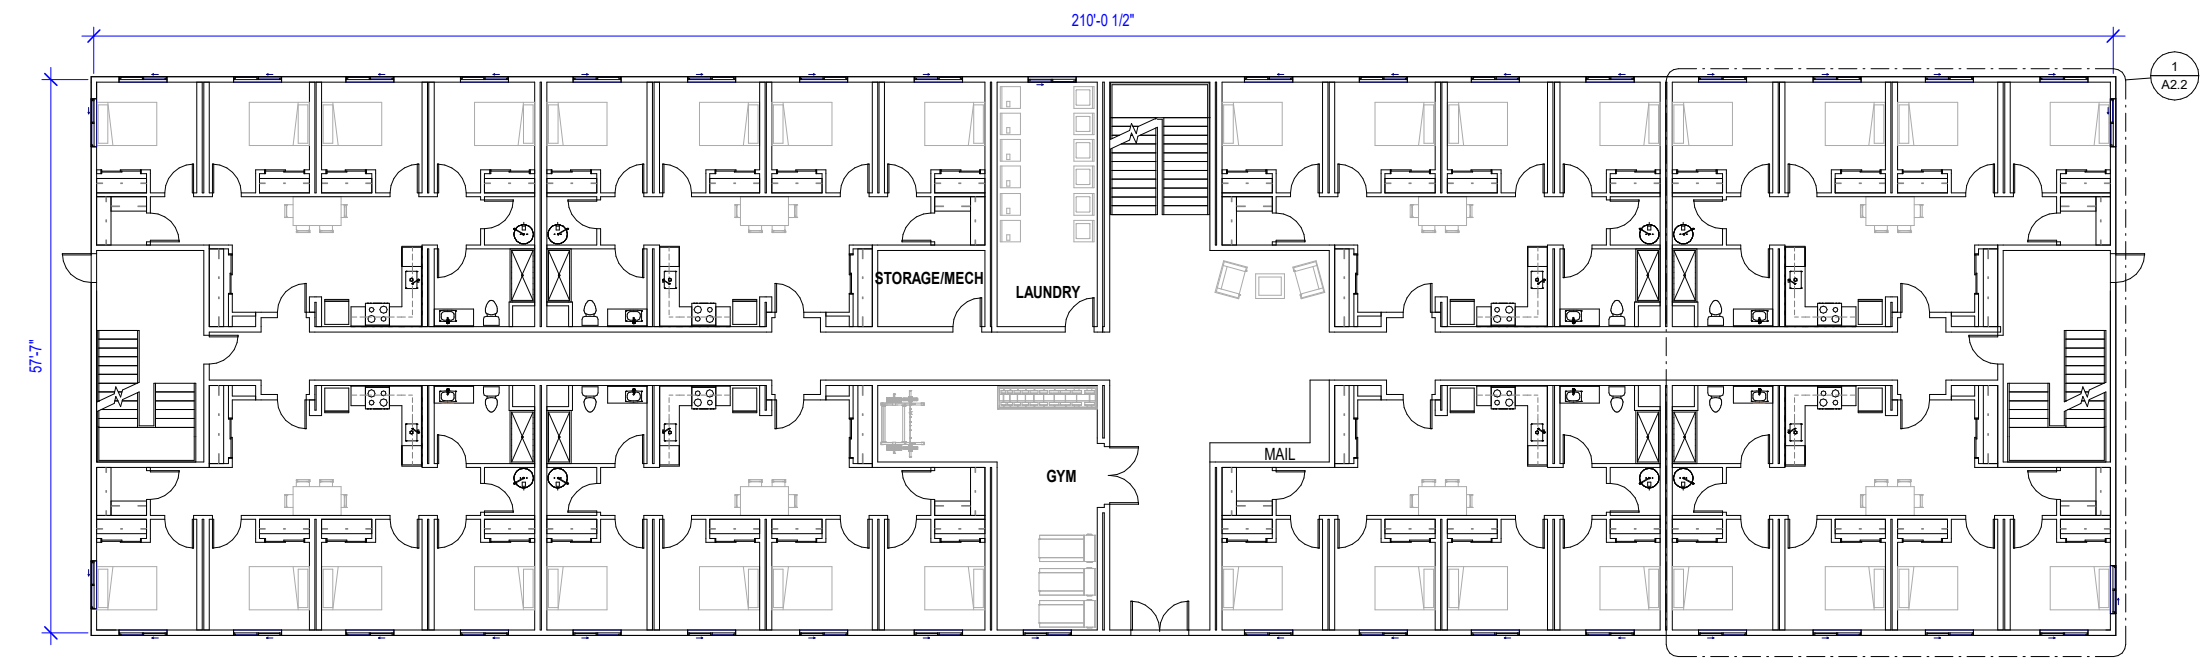 210'-0 1/2"
1
A2.2
57'-7"
STORAGE/MECH
LAUNDRY
MAIL
GYM